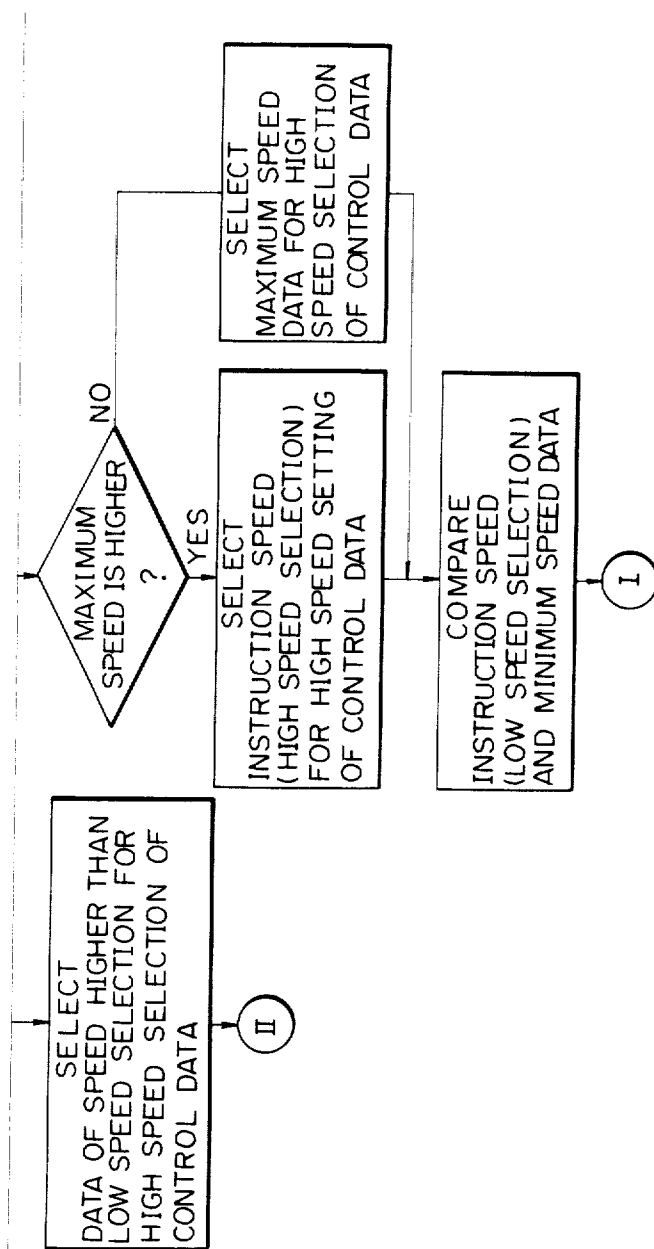 SELECT
DATA OF SPEED HIGHER THAN
LOW SPEED SELECTION FOR
HIGH SPEED SELECTION OF
CONTROL DATA
II
MAXIMUM
SPEED IS HIGHER
?
NO
YES
SELECT
INSTRUCTION SPEED
(HIGH SPEED SELECTION)
FOR HIGH SPEED SETTING
OF CONTROL DATA
SELECT
MAXIMUM SPEED
DATA FOR HIGH
SPEED SELECTION
OF CONTROL DATA
COMPARE
INSTRUCTION SPEED
(LOW SPEED SELECTION)
AND MINIMUM SPEED DATA
I